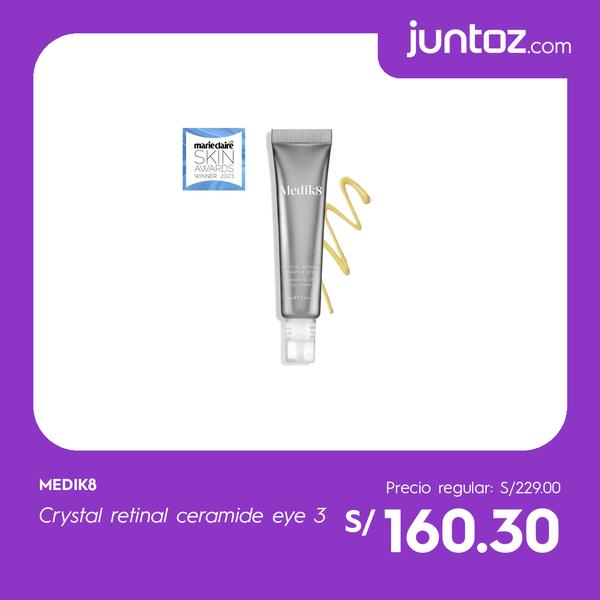 juntoz.com
marie claire
SKIN
AWARDS
WINNER 2023
Medik8
MEDIK8
Precio regular: S/229.00
Crystal retinal ceramide eye 3
S/160.30